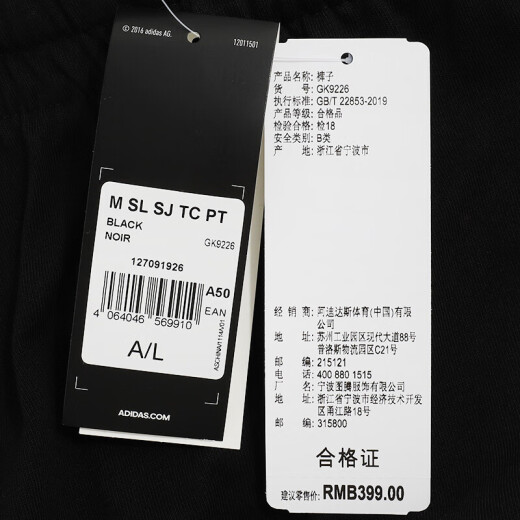 © 2016 adidas AG.
12011501
M SL SJ TC PT
BLACK
NOIR
GK9226
127091926
A50
EAN
4 064046 569910
ASCHINA1114AV01
A/L
ADIDAS.COM
产品名称: 裤子
货 号: GK9226
执行标准: GB/T 22853-2019
产品等级: 合格品
检验合格: 检18
安全类别: B类
产 地: 浙江省宁波市
经 销 商: 阿迪达斯体育(中国)有限
公司
地 址: 苏州工业园区现代大道88号
普洛斯物流园区C21号
邮 编: 215121
电 话: 400 880 1515
厂 名: 宁波图腾服饰有限公司
地 址: 浙江省宁波市经济技术开发
区甬江路18号
邮 编: 315800
合格证
建议零售价: RMB399.00